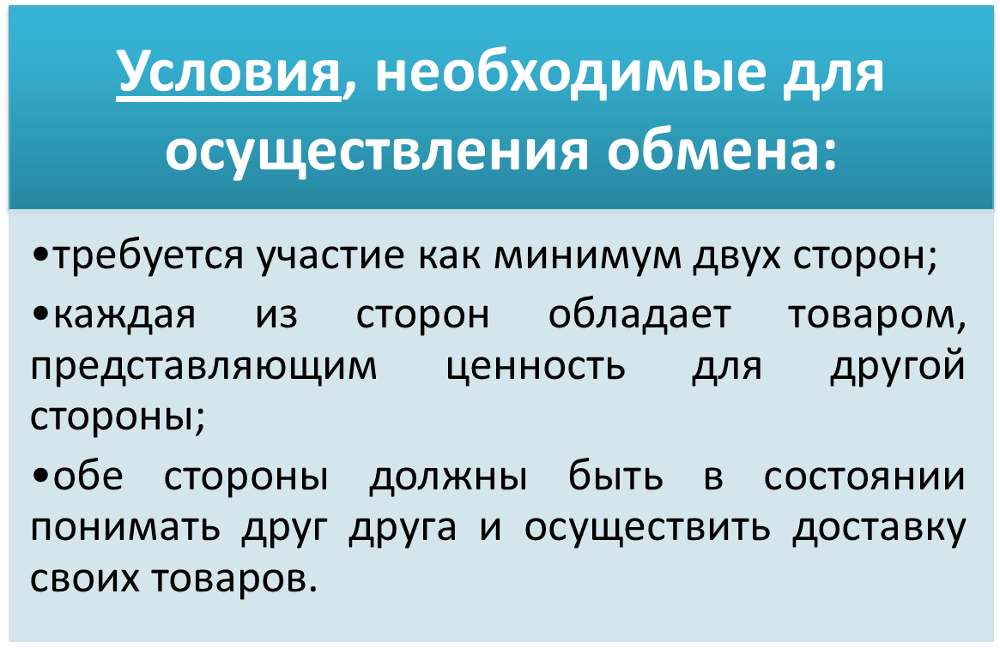 Условия, необходимые для
осуществления обмена:
•требуется участие как минимум двух сторон;
•каждая из сторон обладает товаром,
представляющим ценность для другой
стороны;
•обе стороны должны быть в состоянии
понимать друг друга и осуществить доставку
своих товаров.